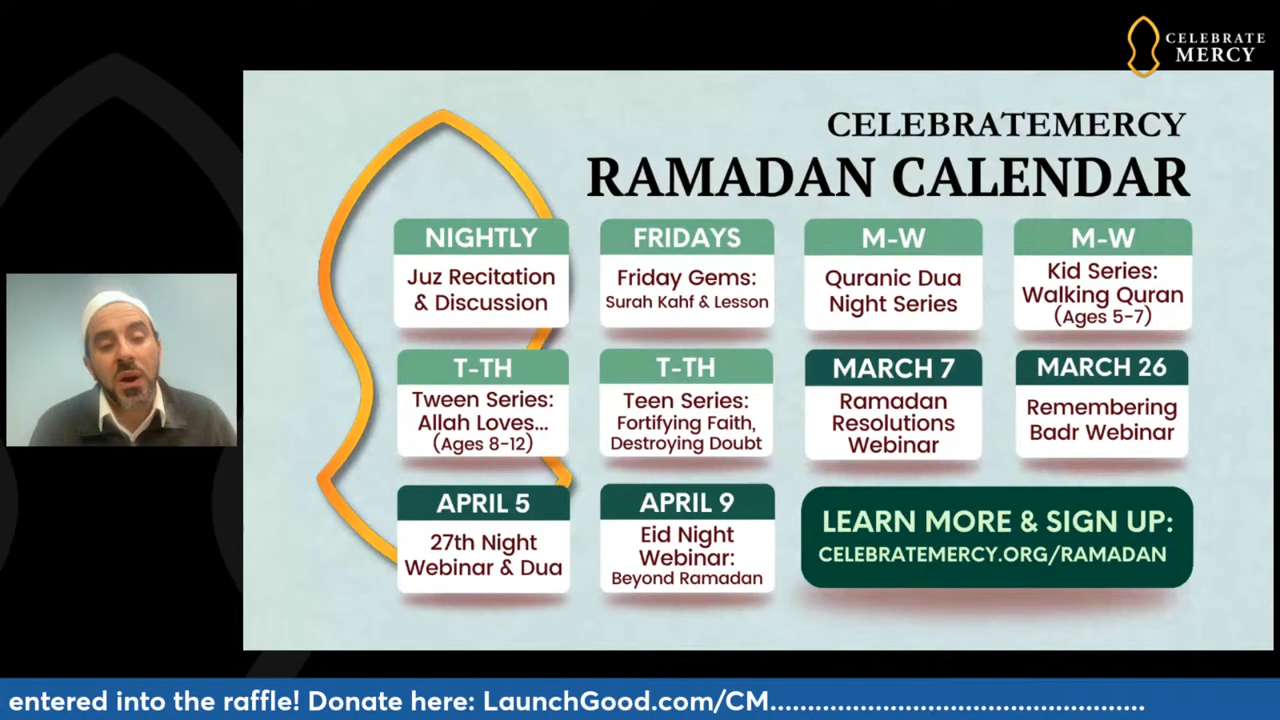 CELEBRATE
MERCY
CELEBRATEMERCY
RAMADAN CALENDAR
NIGHTLY
Juz Recitation
& Discussion
FRIDAYS
Friday Gems:
Surah Kahf & Lesson
M-W
Quranic Dua
Night Series
M-W
Kid Series:
Walking Quran
(Ages 5-7)
T-TH
Tween Series:
Allah Loves...
(Ages 8-12)
T-TH
Teen Series:
Fortifying Faith,
Destroying Doubt
MARCH 7
Ramadan
Resolutions
Webinar
MARCH 26
Remembering
Badr Webinar
APRIL 5
27th Night
Webinar & Dua
APRIL 9
Eid Night
Webinar:
Beyond Ramadan
LEARN MORE & SIGN UP:
CELEBRATEMERCY.ORG/RAMADAN
entered into the raffle! Donate here: LaunchGood.com/CM..................................................